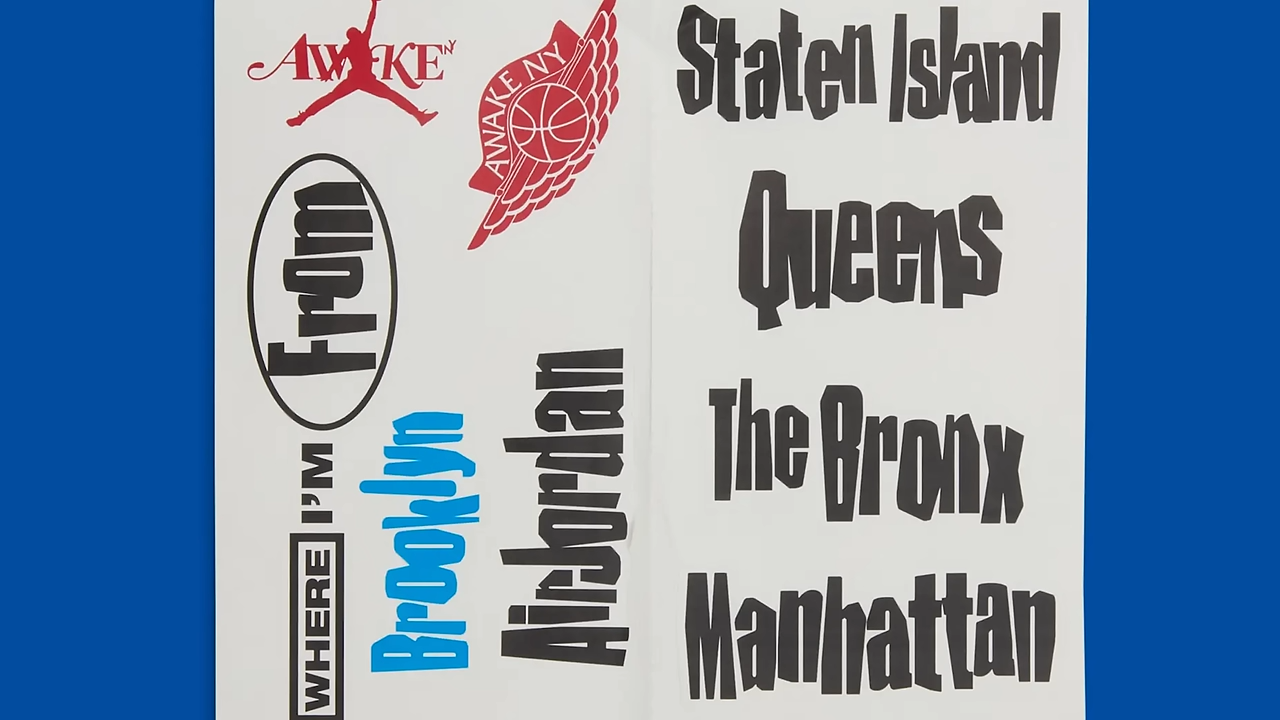 AWAKE NY
AWAKE NY
WHERE I'M From
Brooklyn
AirJordan
Staten Island
Queens
The Bronx
Manhattan